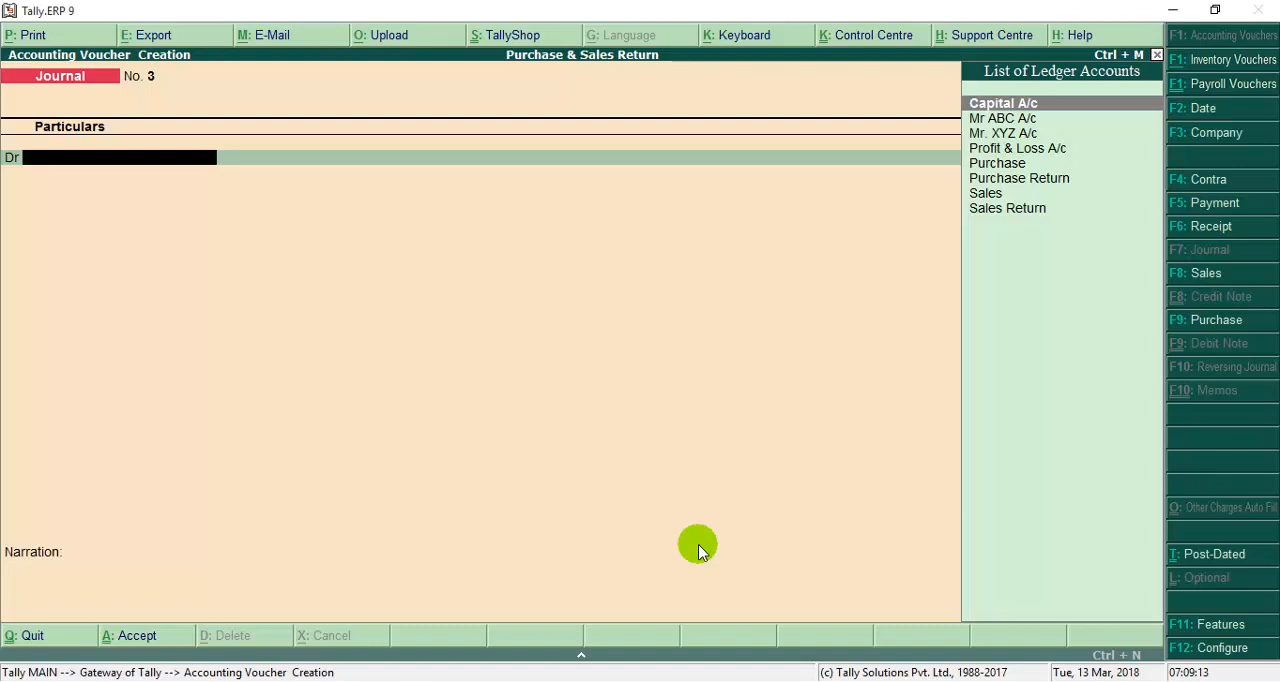 Tally.ERP 9
P: Print E: Export M: E-Mail O: Upload S: TallyShop G: Language K: Keyboard K: Control Centre H: Support Centre H: Help
Accounting Voucher Creation Purchase & Sales Return Ctrl + M
Journal No. 3
Particulars
Dr
Narration:
List of Ledger Accounts
Capital A/c
Mr ABC A/c
Mr. XYZ A/c
Profit & Loss A/c
Purchase
Purchase Return
Sales
Sales Return
F1: Accounting Vouchers
F1: Inventory Vouchers
F1: Payroll Vouchers
F2: Date
F3: Company
F4: Contra
F5: Payment
F6: Receipt
F7: Journal
F8: Sales
F8: Credit Note
F9: Purchase
F9: Debit Note
F10: Reversing Journal
F10: Memos
O: Other Charges Auto Fill
T: Post-Dated
L: Optional
F11: Features
F12: Configure
Q: Quit A: Accept D: Delete X: Cancel
Ctrl + N
Tally MAIN --> Gateway of Tally --> Accounting Voucher Creation (c) Tally Solutions Pvt. Ltd., 1988-2017 Tue, 13 Mar, 2018 07:09:13